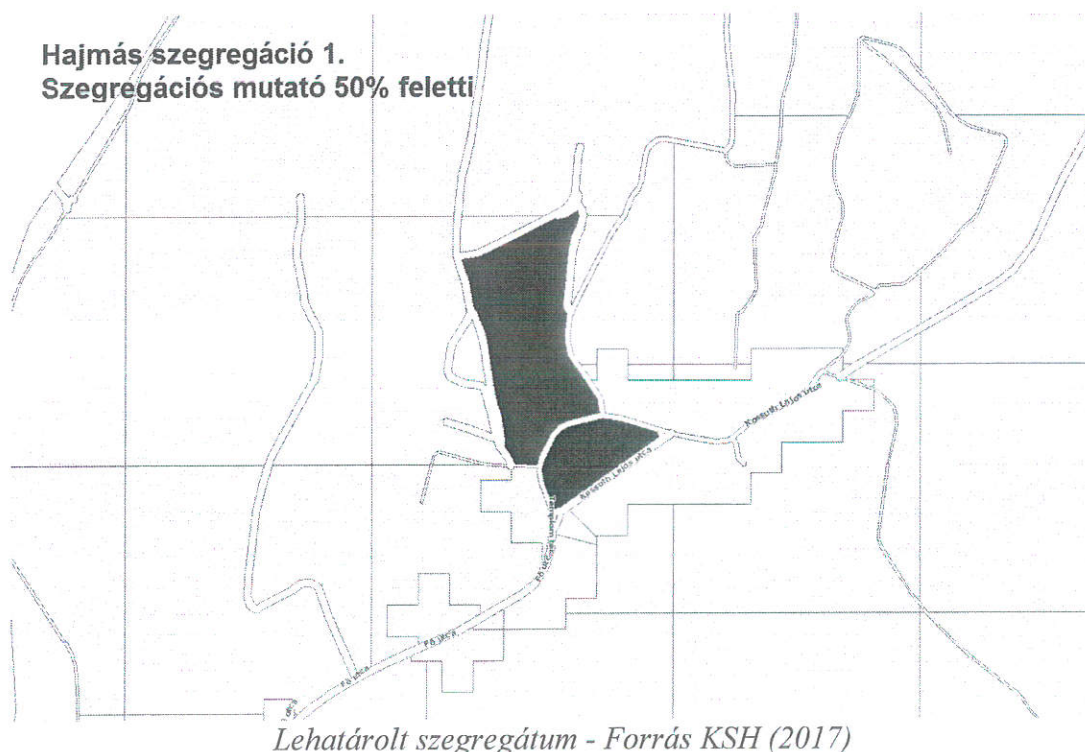 Hajmás szegregáció 1.
Szegregációs mutató 50% feletti
Kossuth Lajos utca
Kossuth Lajos utca
Fő utca
Fő utca
Lehatárolt szegregátum - Forrás KSH (2017)